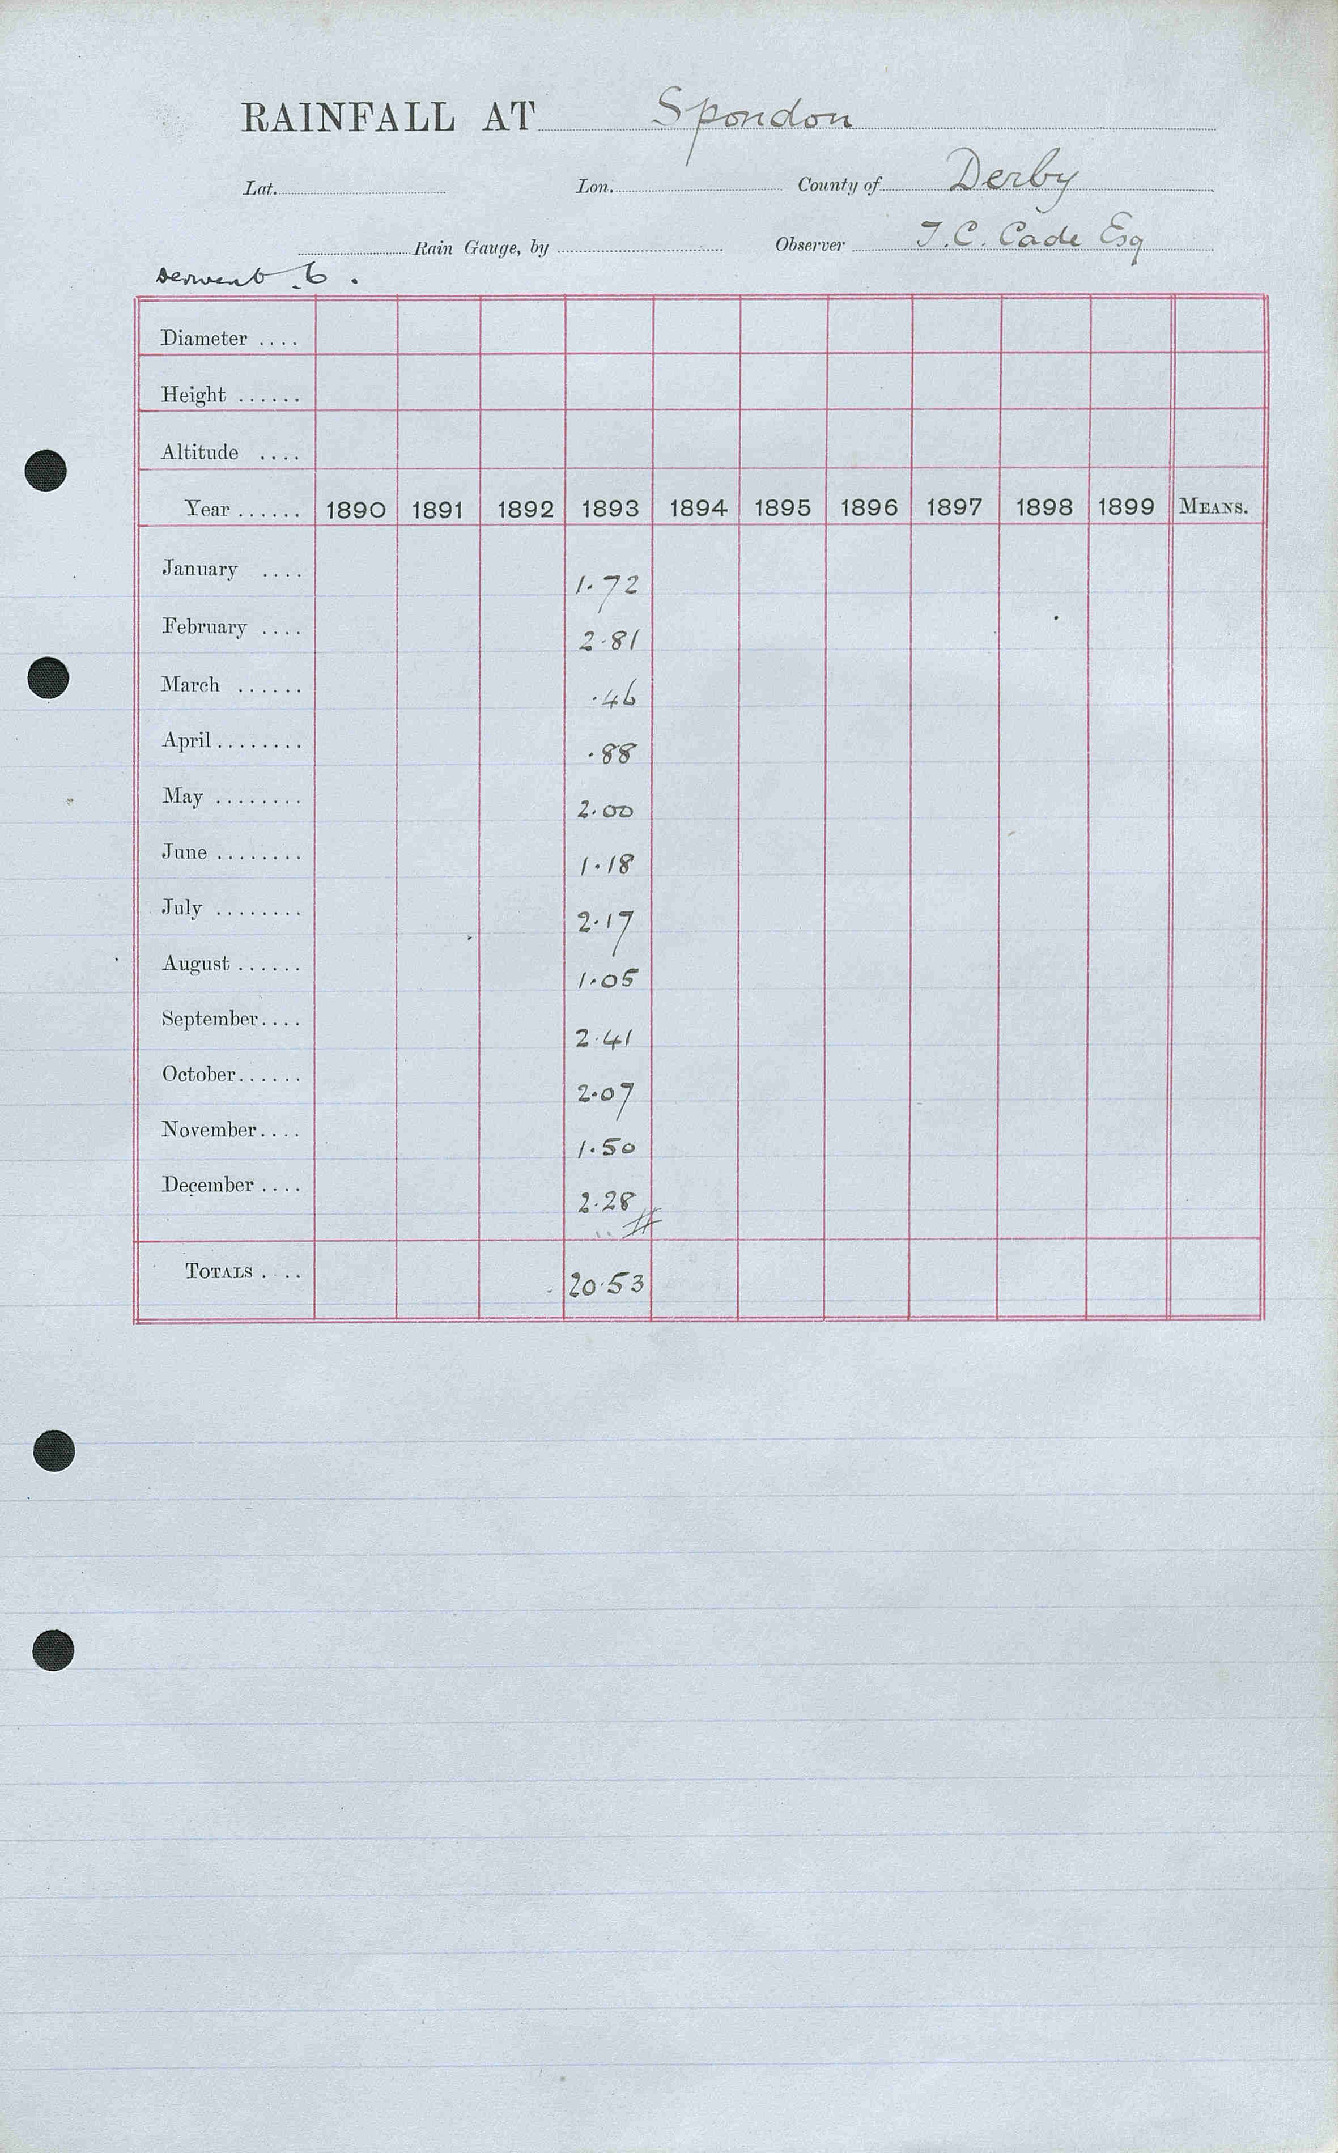 RAINFALL AT Spondon
Lat. Lon. County of Derby
Rain Gauge, by Observer T.C. Cade Esq
Derwent .6.
Diameter ....
Height ......
Altitude ....
Year ...... 1890 1891 1892 1893 1894 1895 1896 1897 1898 1899 MEANS.
January .... 1.72
February .... 2.81
March ...... .46
April ........ .88
May ........ 2.00
June ........ 1.18
July ........ 2.17
August ...... 1.05
September.... 2.41
October...... 2.07
November.... 1.50
December .... 2.28
TOTALS .... 20.53